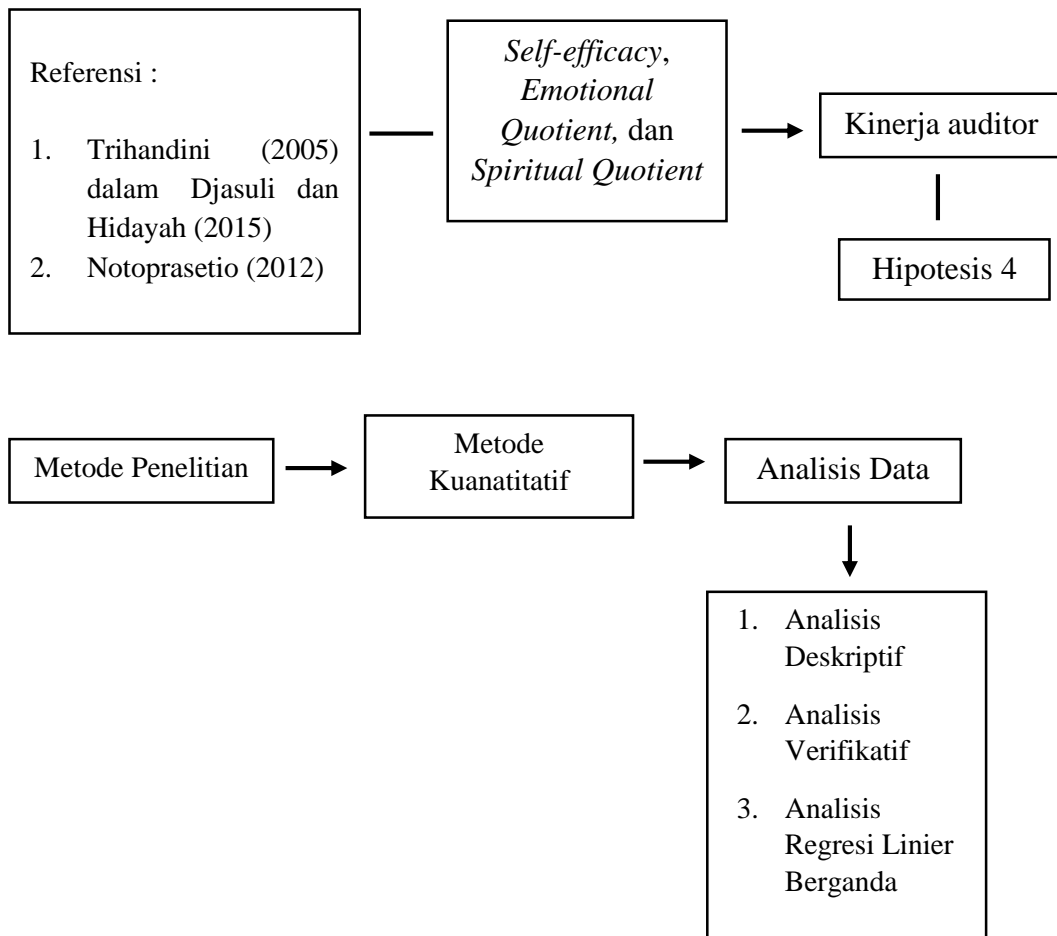 Referensi :
1. Trihandini (2005)
dalam Djasuli dan
Hidayah (2015)
2. Notoprasetio (2012)
Self-efficacy,
Emotional
Quotient, dan
Spiritual Quotient
Kinerja auditor
Hipotesis 4
Metode Penelitian
Metode
Kuanatitatif
Analisis Data
1. Analisis
Deskriptif
2. Analisis
Verifikatif
3. Analisis
Regresi Linier
Berganda